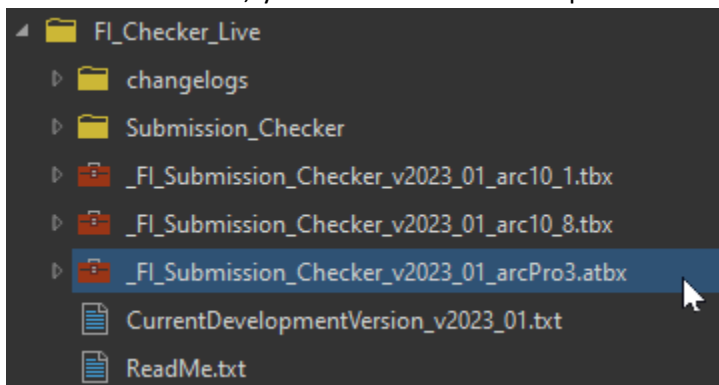 FI_Checker_Live
changelogs
Submission_Checker
_FI_Submission_Checker_v2023_01_arc10_1.tbx
_FI_Submission_Checker_v2023_01_arc10_8.tbx
_FI_Submission_Checker_v2023_01_arcPro3.atbx
CurrentDevelopmentVersion_v2023_01.txt
ReadMe.txt